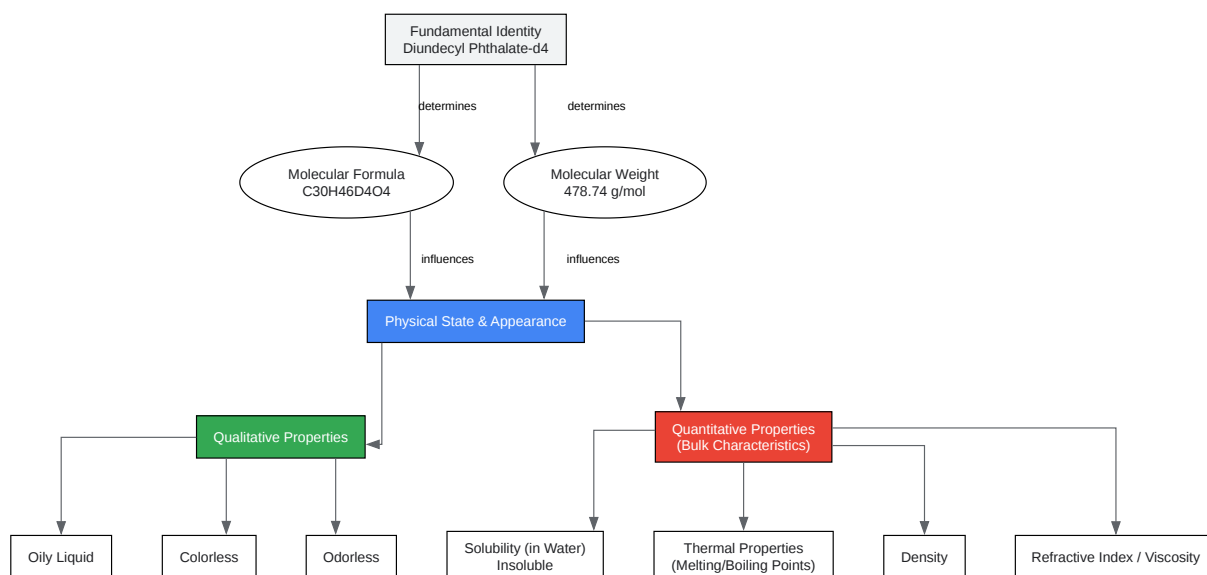 Fundamental Identity
Diundecyl Phthalate-d4
determines
determines
Molecular Formula
C30H46D4O4
Molecular Weight
478.74 g/mol
influences
influences
Physical State & Appearance
Qualitative Properties
Quantitative Properties
(Bulk Characteristics)
Oily Liquid
Colorless
Odorless
Solubility (in Water)
Insoluble
Thermal Properties
(Melting/Boiling Points)
Density
Refractive Index / Viscosity